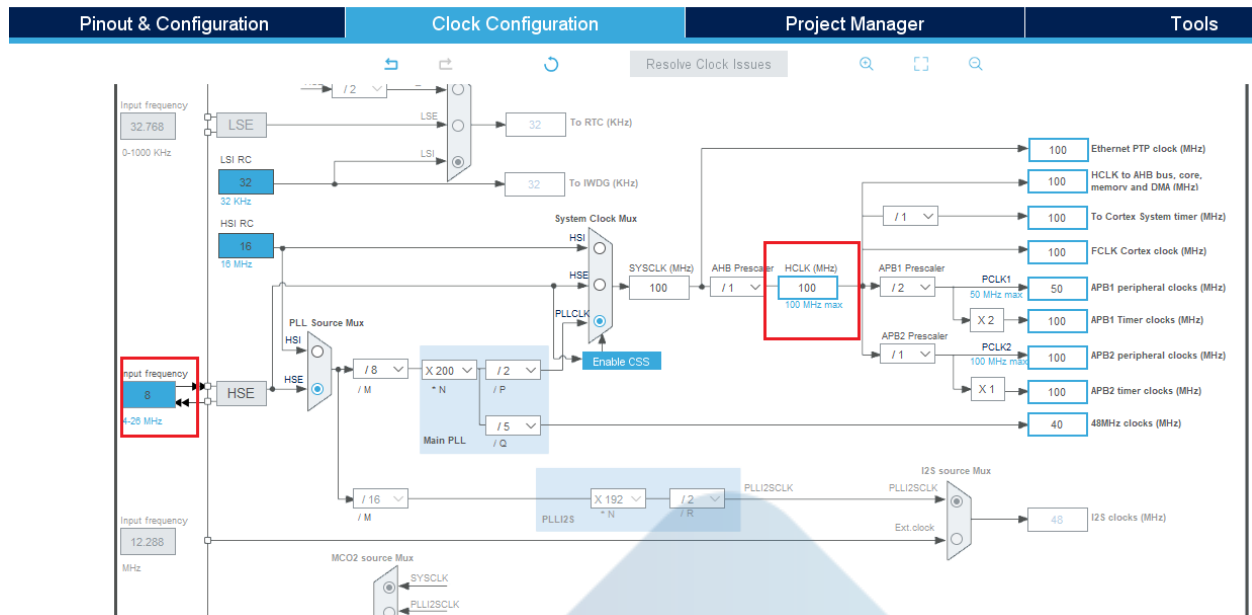 Pinout & Configuration
Clock Configuration
Project Manager
Tools
Resolve Clock Issues
/ 2
Input frequency
32.768
0-1000 KHz
LSE
LSE
32
To RTC (KHz)
LSI RC
32
32 KHz
LSI
32
To IWDG (KHz)
HSI RC
16
16 MHz
System Clock Mux
HSI
HSE
PLLCLK
SYSCLK (MHz)
100
AHB Prescaler
/ 1
HCLK (MHz)
100
100 MHz max
100
Ethernet PTP clock (MHz)
100
HCLK to AHB bus, core,
memory and DMA (MHz)
/ 1
100
To Cortex System timer (MHz)
100
FCLK Cortex clock (MHz)
APB1 Prescaler
/ 2
PCLK1
50 MHz max
50
APB1 peripheral clocks (MHz)
X 2
100
APB1 Timer clocks (MHz)
APB2 Prescaler
/ 1
PCLK2
100 MHz max
100
APB2 peripheral clocks (MHz)
X 1
100
APB2 timer clocks (MHz)
40
48MHz clocks (MHz)
PLL Source Mux
HSI
HSE
Input frequency
8
4-26 MHz
HSE
/ 8
/ M
X 200
* N
/ 2
/ P
Enable CSS
/ 5
/ Q
Main PLL
/ 16
/ M
X 192
* N
/ 2
/ R
PLLI2S
PLLI2SCLK
I2S source Mux
PLLI2SCLK
Ext.clock
48
I2S clocks (MHz)
Input frequency
12.288
MHz
MCO2 source Mux
SYSCLK
PLLI2SCLK